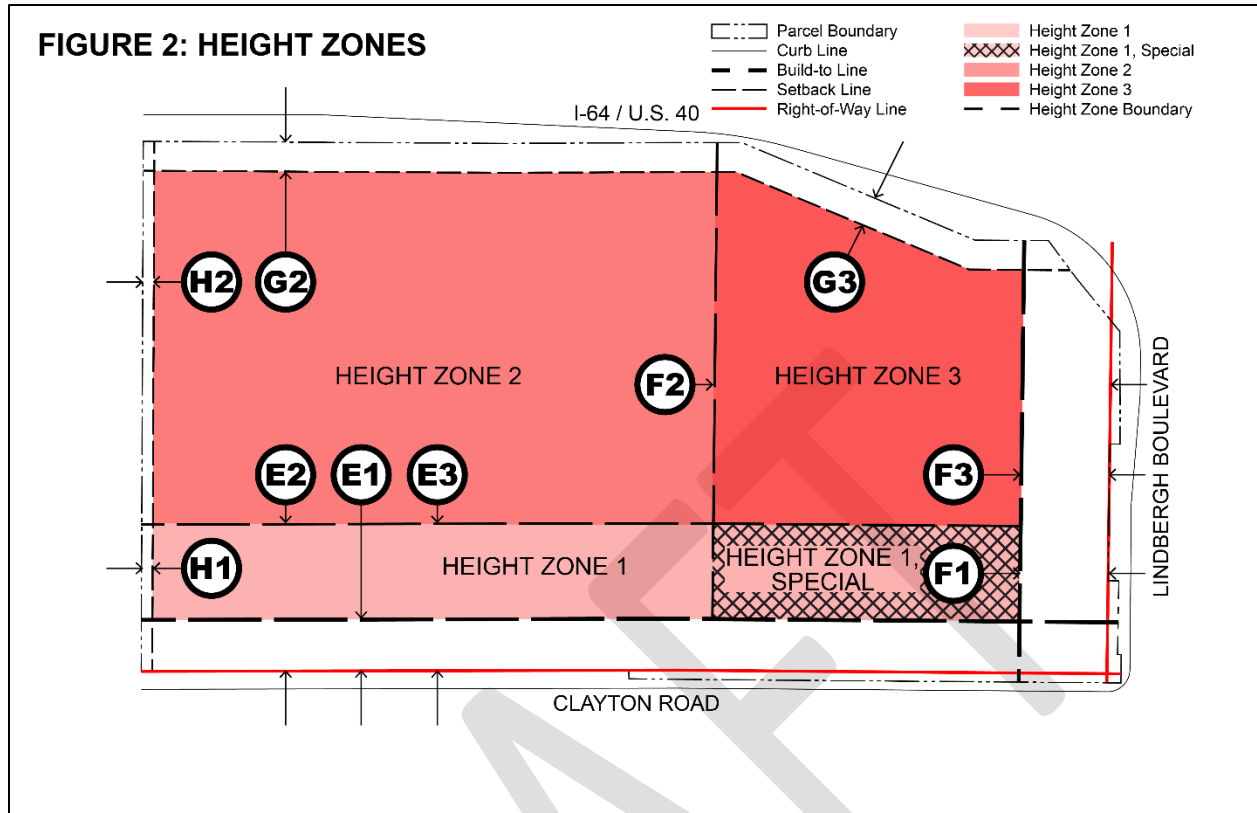 FIGURE 2: HEIGHT ZONES
Parcel Boundary
Curb Line
Build-to Line
Setback Line
Right-of-Way Line
Height Zone 1
Height Zone 1, Special
Height Zone 2
Height Zone 3
Height Zone Boundary
I-64 / U.S. 40
H2
G2
G3
HEIGHT ZONE 2
F2
HEIGHT ZONE 3
LINDBERGH BOULEVARD
E2
E1
E3
F3
H1
HEIGHT ZONE 1
HEIGHT ZONE 1,
SPECIAL
F1
CLAYTON ROAD